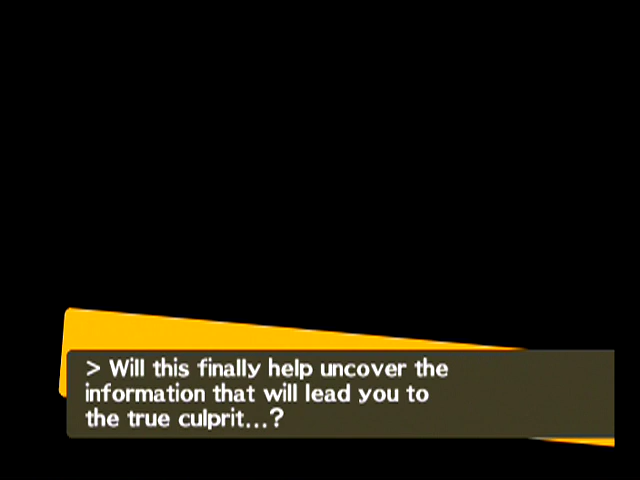 > Will this finally help uncover the
information that will lead you to
the true culprit...?